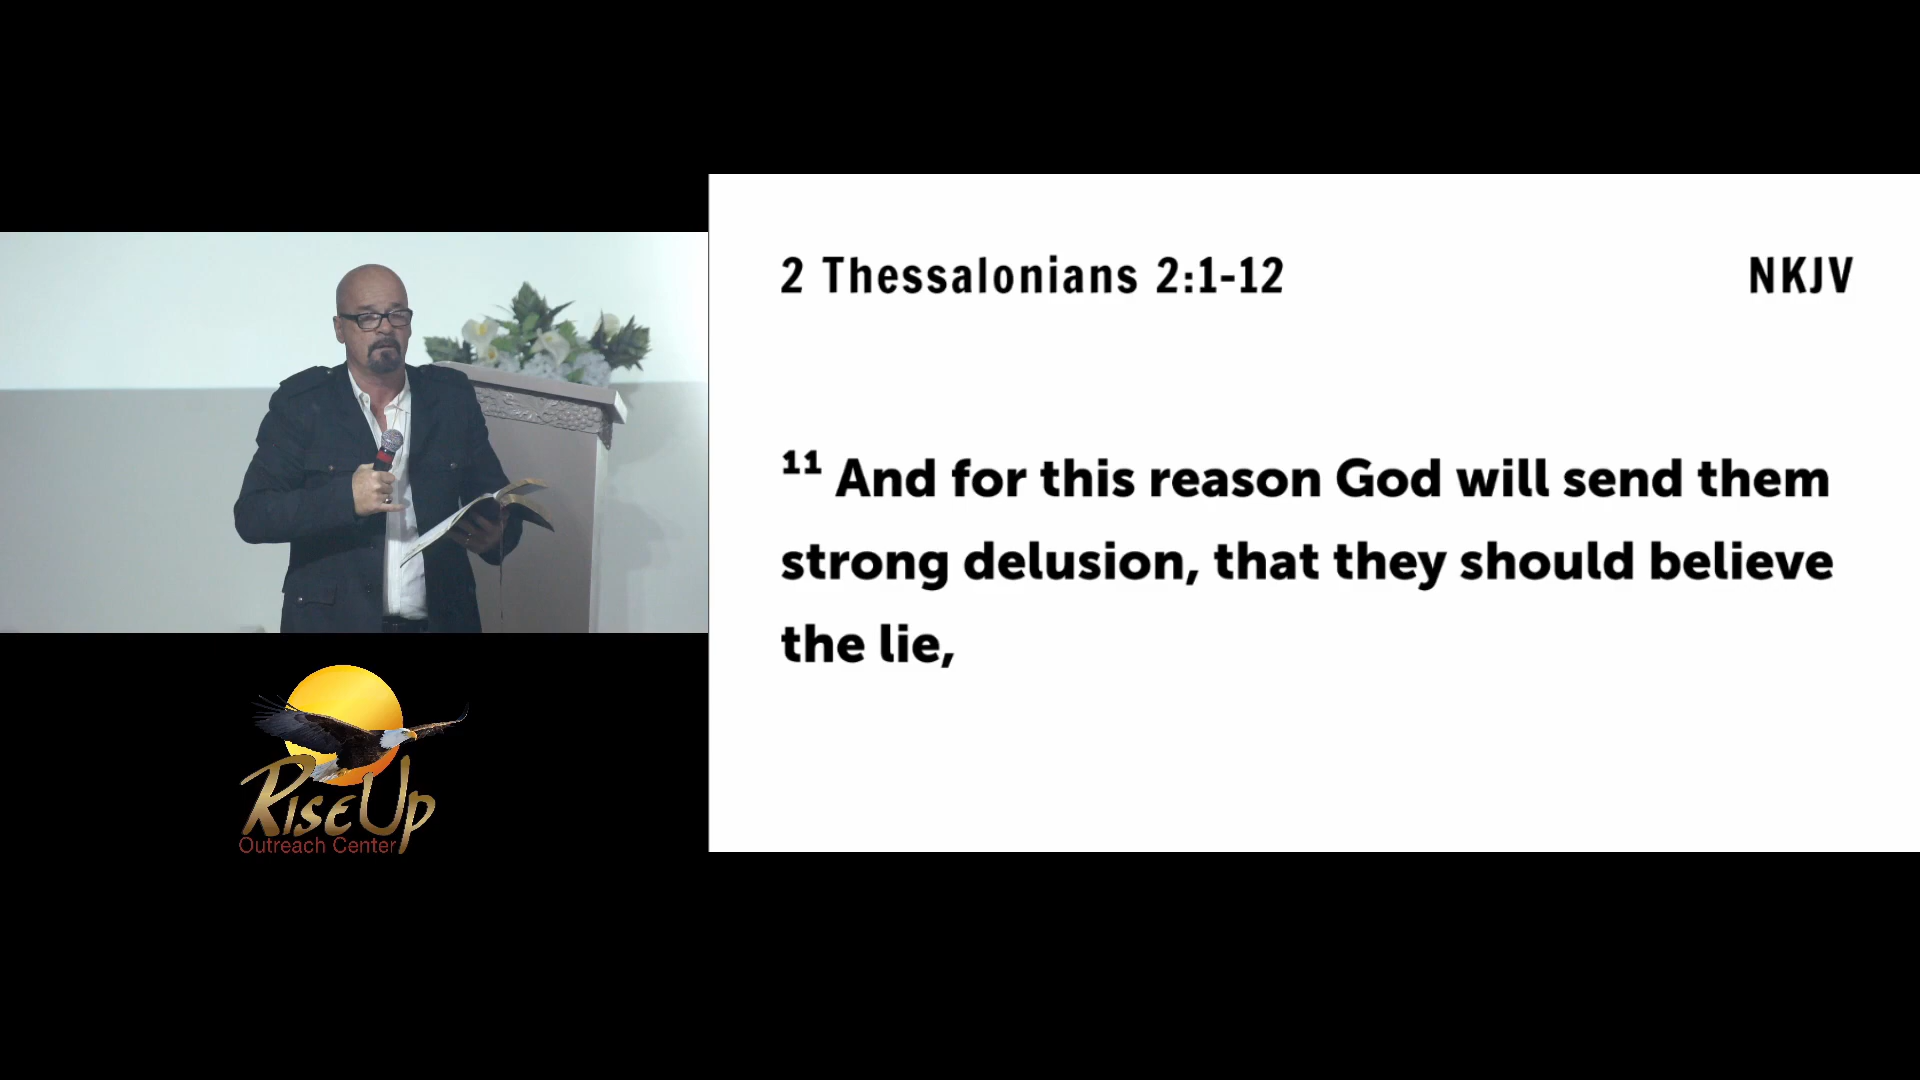 2 Thessalonians 2:1-12 NKJV
11 And for this reason God will send them
strong delusion, that they should believe
the lie,
RiseUp
Outreach Center